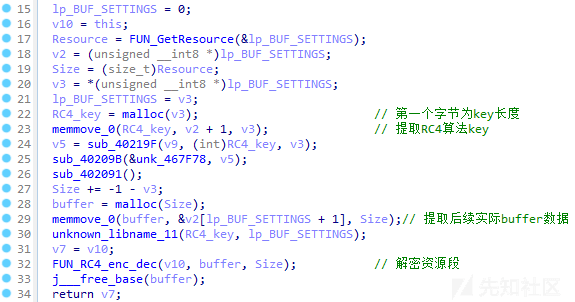 15 lp_BUF_SETTINGS = 0;
16 v10 = this;
17 Resource = FUN_GetResource(&lp_BUF_SETTINGS);
18 v2 = (unsigned __int8 *)lp_BUF_SETTINGS;
19 Size = (size_t)Resource;
20 v3 = *(unsigned __int8 *)lp_BUF_SETTINGS;
21 lp_BUF_SETTINGS = v3;
22 RC4_key = malloc(v3); // 第一个字节为key长度
23 memmove_0(RC4_key, v2 + 1, v3); // 提取RC4算法key
24 v5 = sub_40219F(v9, (int)RC4_key, v3);
25 sub_40209B(&unk_467F78, v5);
26 sub_402091();
27 Size += -1 - v3;
28 buffer = malloc(Size);
29 memmove_0(buffer, &v2[lp_BUF_SETTINGS + 1], Size);// 提取后续实际buffer数据
30 unknown_libname_11(RC4_key, lp_BUF_SETTINGS);
31 v7 = v10;
32 FUN_RC4_enc_dec(v10, buffer, Size); // 解密资源段
33 j___free_base(buffer);
34 return v7;
先知社区